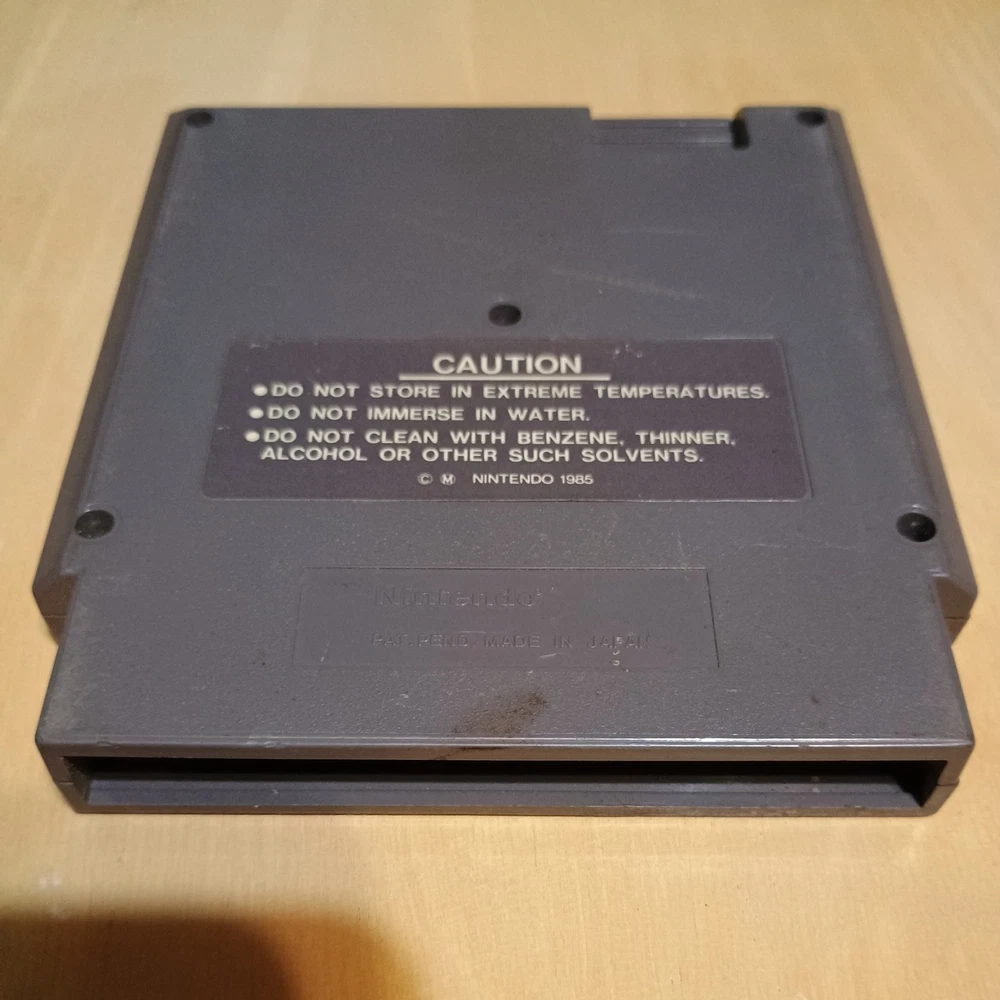 CAUTION
●DO NOT STORE IN EXTREME TEMPERATURES.
●DO NOT IMMERSE IN WATER.
●DO NOT CLEAN WITH BENZENE, THINNER,
ALCOHOL OR OTHER SUCH SOLVENTS.
© Ⓜ NINTENDO 1985
Nintendo®
PAT. PEND. MADE IN JAPAN